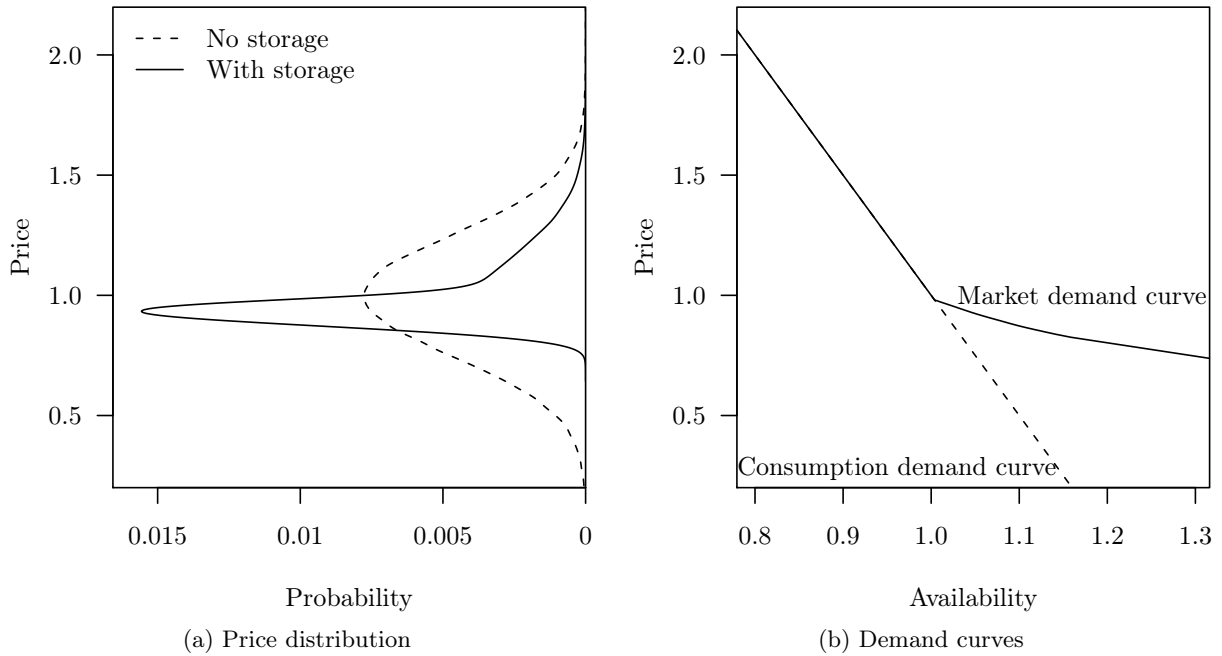 No storage
With storage
Price
2.0
1.5
1.0
0.5
0.015 0.01 0.005 0
Probability
(a) Price distribution
Price
2.0
1.5
1.0
0.5
Market demand curve
Consumption demand curve
0.8 0.9 1.0 1.1 1.2 1.3
Availability
(b) Demand curves